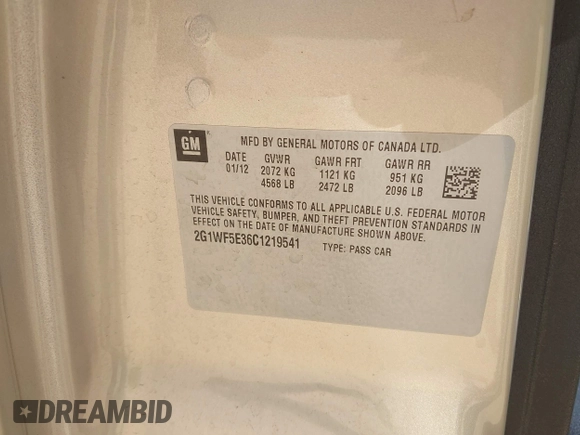 GM
MFD BY GENERAL MOTORS OF CANADA LTD.
DATE GVWR GAWR FRT GAWR RR
01/12 2072 KG 1121 KG 951 KG
4568 LB 2472 LB 2096 LB
THIS VEHICLE CONFORMS TO ALL APPLICABLE U.S. FEDERAL MOTOR
VEHICLE SAFETY, BUMPER, AND THEFT PREVENTION STANDARDS IN
EFFECT ON THE DATE OF MANUFACTURE SHOWN ABOVE.
2G1WF5E36C1219541 TYPE: PASS CAR
DREAMBID